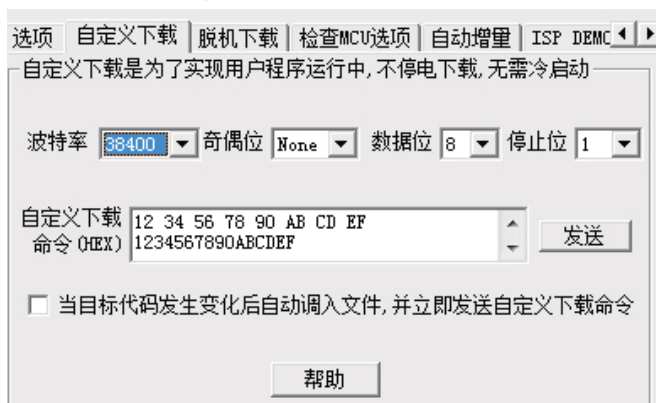 选项 自定义下载 脱机下载 检查MCU选项 自动增量 ISP DEMC
自定义下载是为了实现用户程序运行中,不停电下载,无需冷启动
波特率 38400 奇偶位 None 数据位 8 停止位 1
自定义下载 12 34 56 78 90 AB CD EF
命令(HEX) 1234567890ABCDEF
发送
当目标代码发生变化后自动调入文件,并立即发送自定义下载命令
帮助